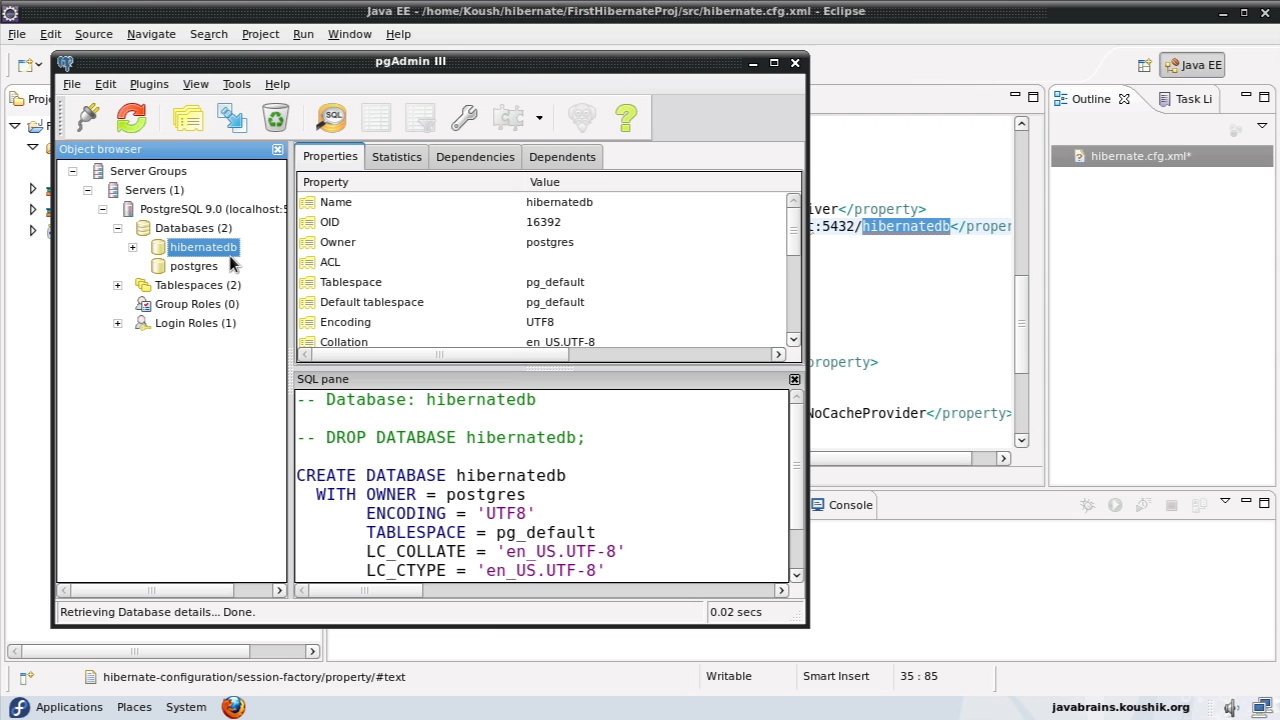 Java EE - /home/Koush/hibernate/FirstHibernateProj/src/hibernate.cfg.xml - Eclipse
File Edit Source Navigate Search Project Run Window Help
Java EE
pgAdmin III
File Edit Plugins View Tools Help
SQL
Object browser
Server Groups
Servers (1)
PostgreSQL 9.0 (localhost:5
Databases (2)
hibernatedb
postgres
Tablespaces (2)
Group Roles (0)
Login Roles (1)
Properties Statistics Dependencies Dependents
Property Value
Name hibernatedb
OID 16392
Owner postgres
ACL
Tablespace pg_default
Default tablespace pg_default
Encoding UTF8
Collation en_US.UTF-8
SQL pane
-- Database: hibernatedb
-- DROP DATABASE hibernatedb;
CREATE DATABASE hibernatedb
WITH OWNER = postgres
ENCODING = 'UTF8'
TABLESPACE = pg_default
LC_COLLATE = 'en_US.UTF-8'
LC_CTYPE = 'en_US.UTF-8'
Retrieving Database details... Done. 0.02 secs
Proj
iver</property>
t:5432/hibernatedb</proper
property>
NoCacheProvider</property>
Outline Task Li
hibernate.cfg.xml*
Console
hibernate-configuration/session-factory/property/#text Writable Smart Insert 35 : 85
Applications Places System javabrains.koushik.org